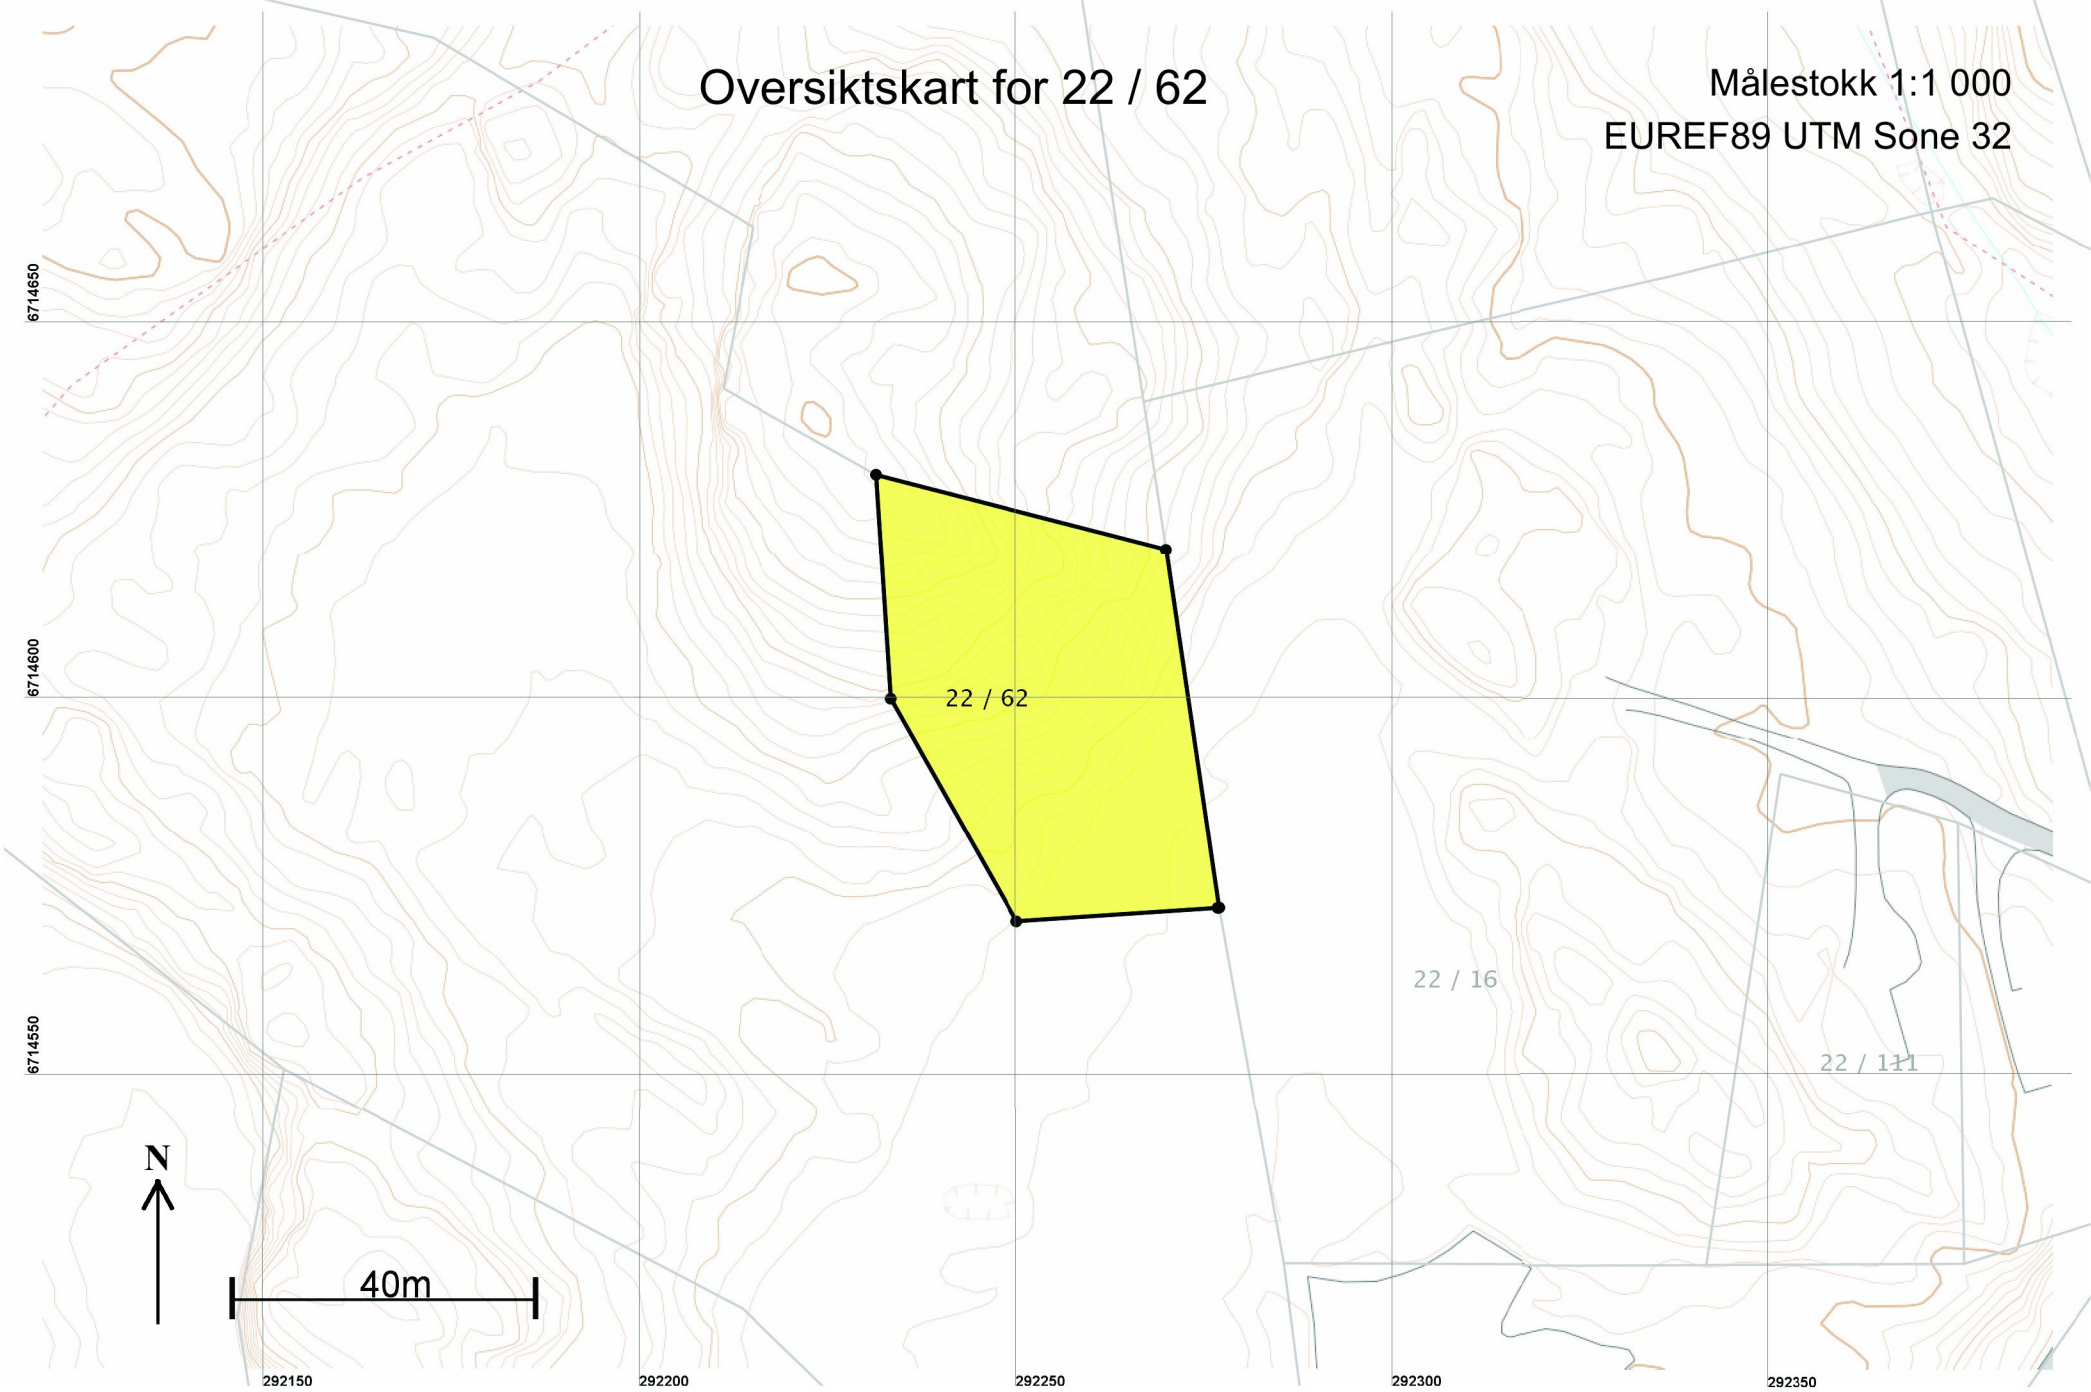 Oversiktskart for 22 / 62
Målestokk 1:1 000
EUREF89 UTM Sone 32
6714650
6714600
22 / 62
22 / 16
6714550
22 / 111
N
40m
292150
292200
292250
292300
292350